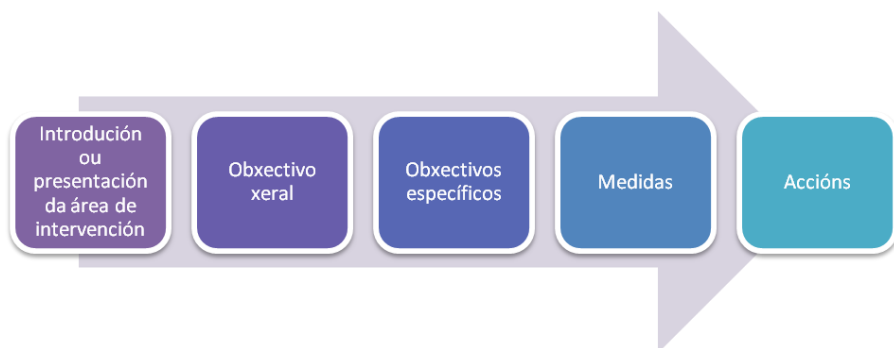 Introdución
ou
presentación
da área de
intervención
Obxectivo
xeral
Obxectivos
específicos
Medidas
Accións